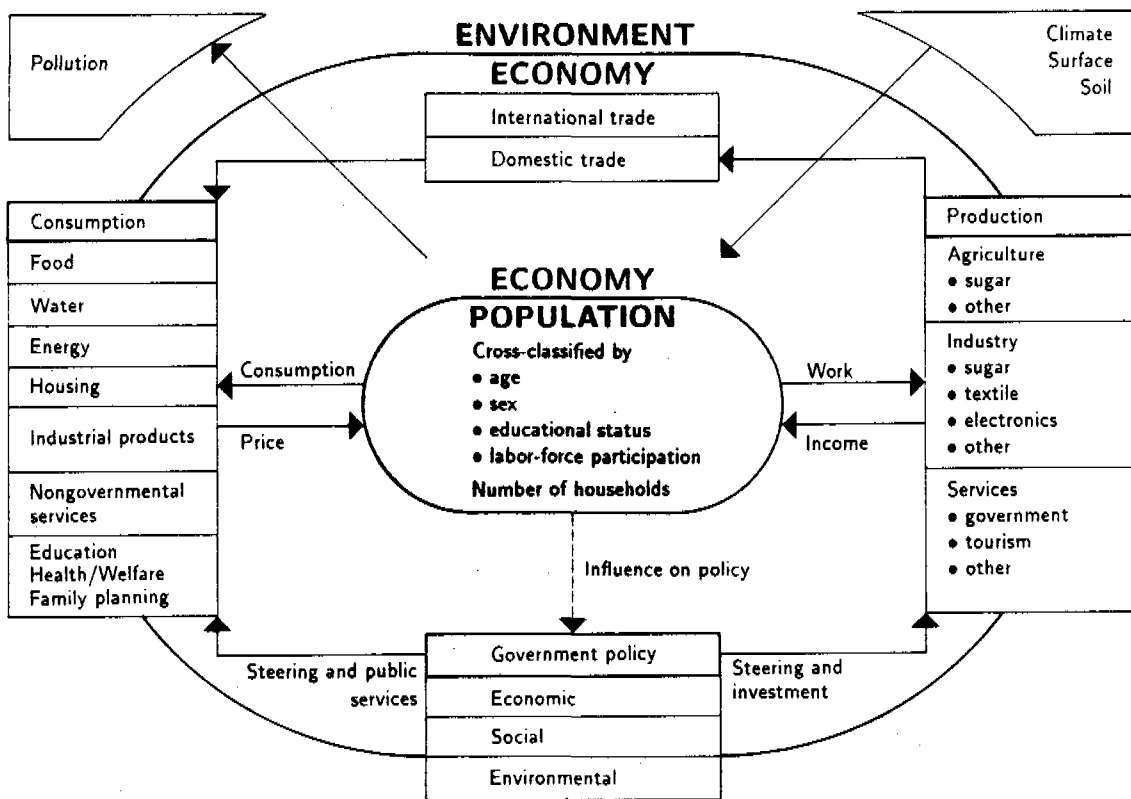 Pollution
ENVIRONMENT
ECONOMY
Climate
Surface
Soil
International trade
Domestic trade
Consumption
Food
Water
Energy
Housing
Industrial products
Nongovernmental
services
Education
Health/Welfare
Family planning
ECONOMY
POPULATION
Cross-classified by
• age
• sex
• educational status
• labor-force participation
Number of households
Consumption
Price
Work
Income
Production
Agriculture
• sugar
• other
Industry
• sugar
• textile
• electronics
• other
Services
• government
• tourism
• other
Influence on policy
Steering and public
services
Government policy
Economic
Social
Environmental
Steering and
investment